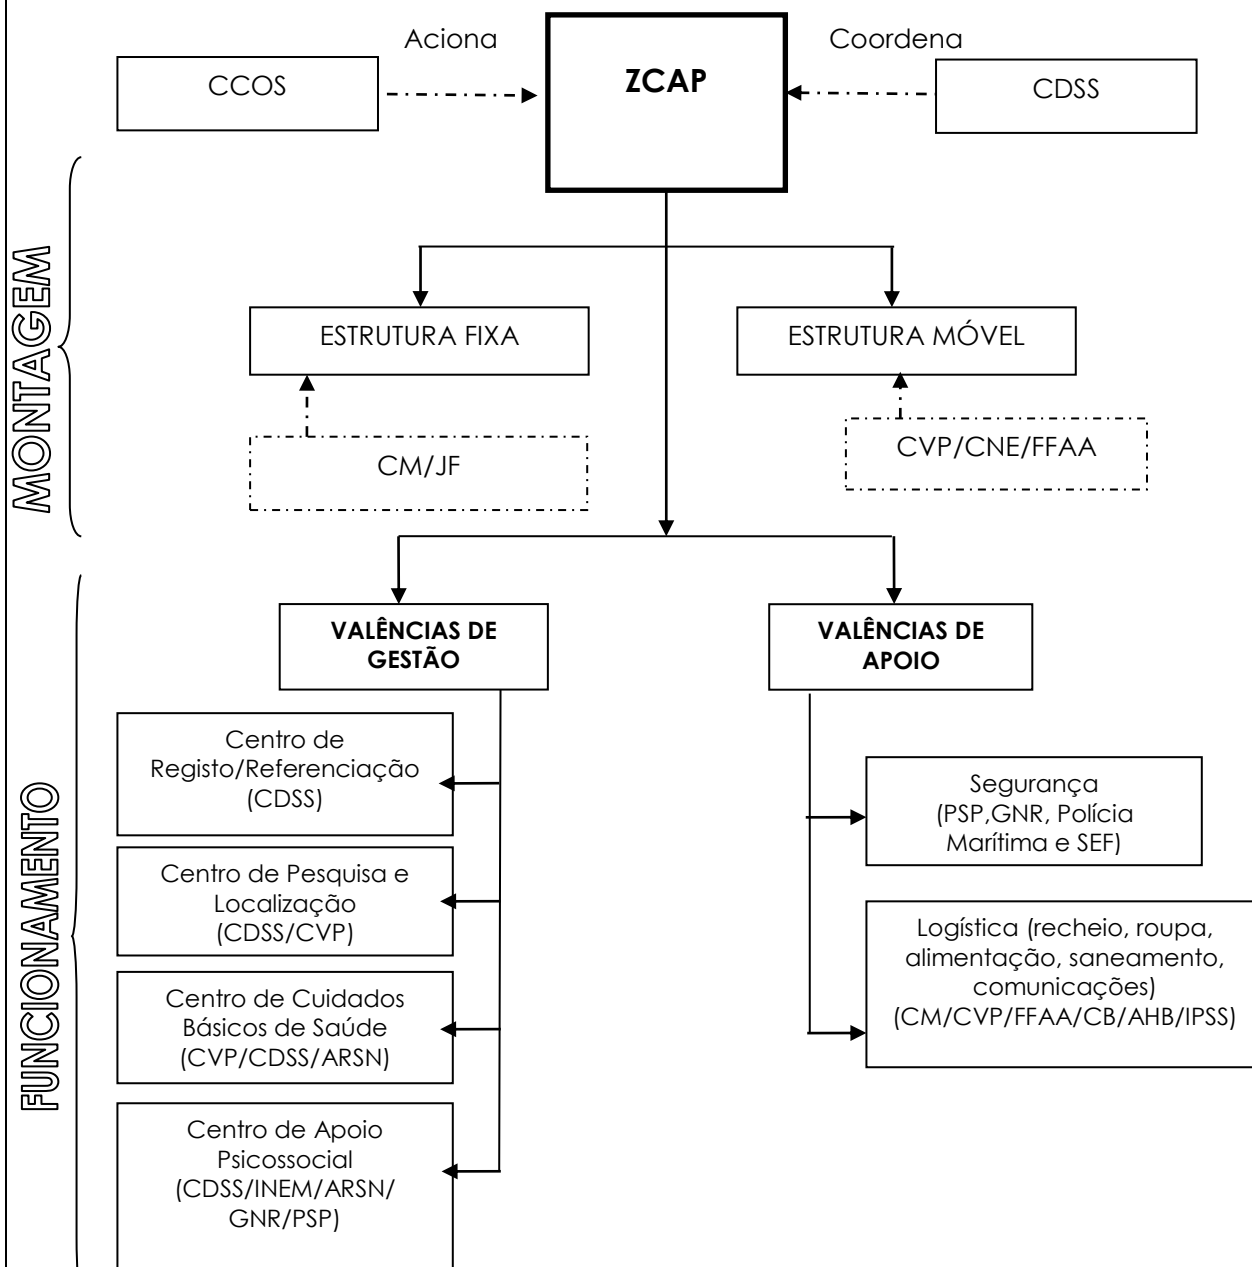 Aciona
Coordena
CCOS
ZCAP
CDSS
MONTAGEM
ESTRUTURA FIXA
ESTRUTURA MÓVEL
CM/JF
CVP/CNE/FFAA
FUNCIONAMENTO
VALÊNCIAS DE
GESTÃO
VALÊNCIAS DE
APOIO
Centro de
Registo/Referenciação
(CDSS)
Centro de Pesquisa e
Localização
(CDSS/CVP)
Centro de Cuidados
Básicos de Saúde
(CVP/CDSS/ARSN)
Centro de Apoio
Psicossocial
(CDSS/INEM/ARSN/
GNR/PSP)
Segurança
(PSP,GNR, Polícia
Marítima e SEF)
Logística (recheio, roupa,
alimentação, saneamento,
comunicações)
(CM/CVP/FFAA/CB/AHB/IPSS)